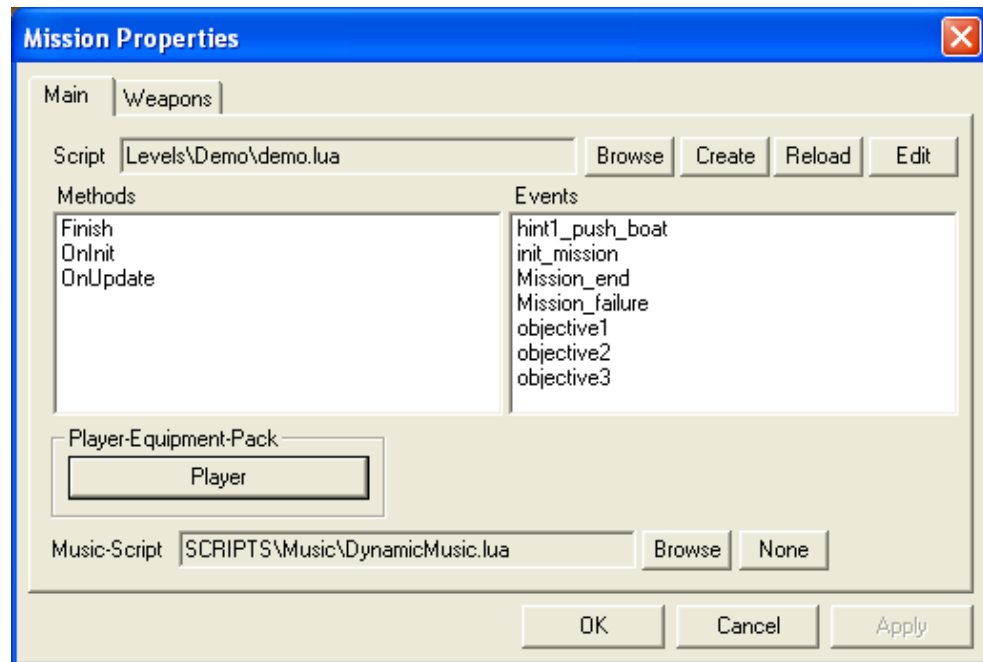 Mission Properties
Main Weapons
Script Levels\Demo\demo.lua Browse Create Reload Edit
Methods Events
Finish
OnInit
OnUpdate
hint1_push_boat
init_mission
Mission_end
Mission_failure
objective1
objective2
objective3
Player-Equipment-Pack
Player
Music-Script SCRIPTS\Music\DynamicMusic.lua Browse None
OK Cancel Apply